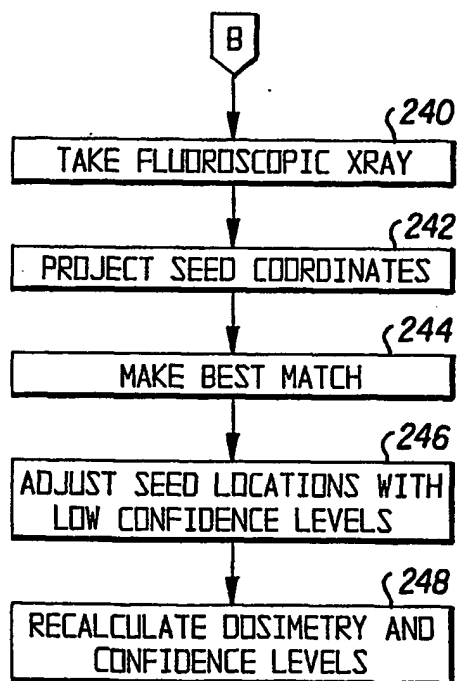 B
240
TAKE FLUOROSCOPIC XRAY
242
PROJECT SEED COORDINATES
244
MAKE BEST MATCH
246
ADJUST SEED LOCATIONS WITH
LOW CONFIDENCE LEVELS
248
RECALCULATE DOSIMETRY AND
CONFIDENCE LEVELS